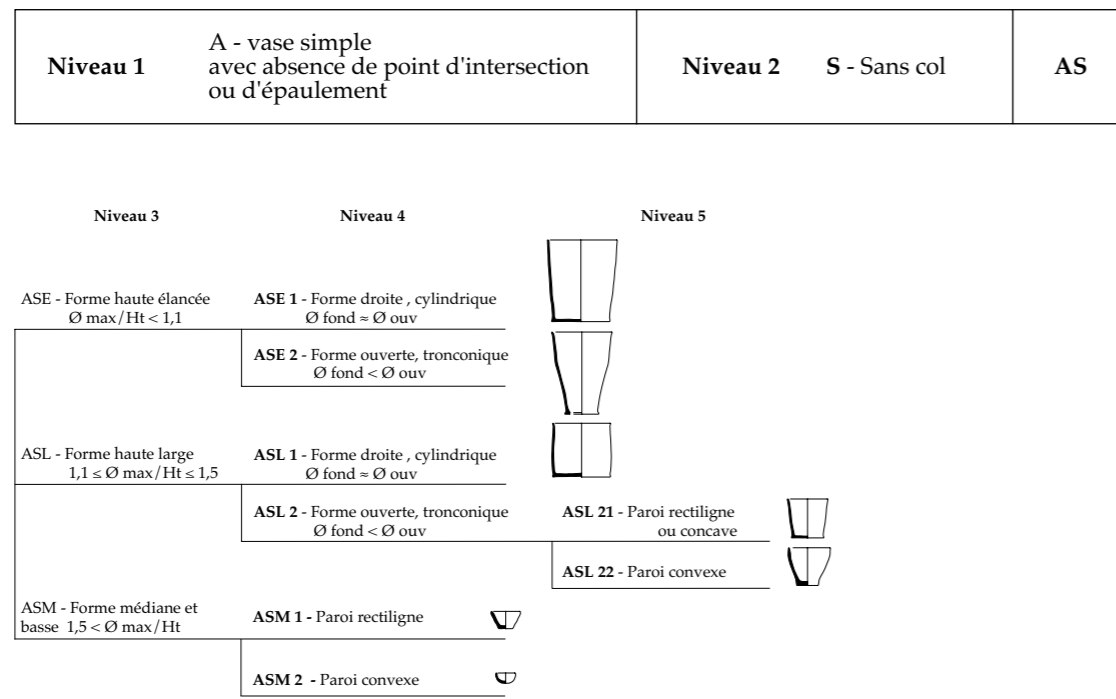 Niveau 1
A - vase simple
avec absence de point d'intersection
ou d'épaulement
Niveau 2 S - Sans col
AS
Niveau 3
Niveau 4
Niveau 5
ASE - Forme haute élancée
Ø max/Ht < 1,1
ASE 1 - Forme droite , cylindrique
Ø fond ≈ Ø ouv
ASE 2 - Forme ouverte, tronconique
Ø fond < Ø ouv
ASL - Forme haute large
1,1 ≤ Ø max/Ht ≤ 1,5
ASL 1 - Forme droite , cylindrique
Ø fond ≈ Ø ouv
ASL 2 - Forme ouverte, tronconique
Ø fond < Ø ouv
ASL 21 - Paroi rectiligne
ou concave
ASL 22 - Paroi convexe
ASM - Forme médiane et
basse 1,5 < Ø max/Ht
ASM 1 - Paroi rectiligne
ASM 2 - Paroi convexe